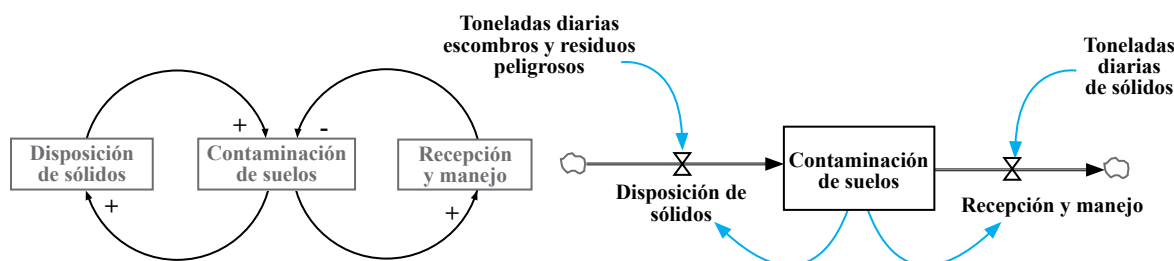 +
-
Disposición
de sólidos
Contaminación
de suelos
Recepción
y manejo
+
+
Toneladas diarias
escombros y residuos
peligrosos
Toneladas
diarias
de sólidos
Contaminación
de suelos
Disposición de
sólidos
Recepción y manejo